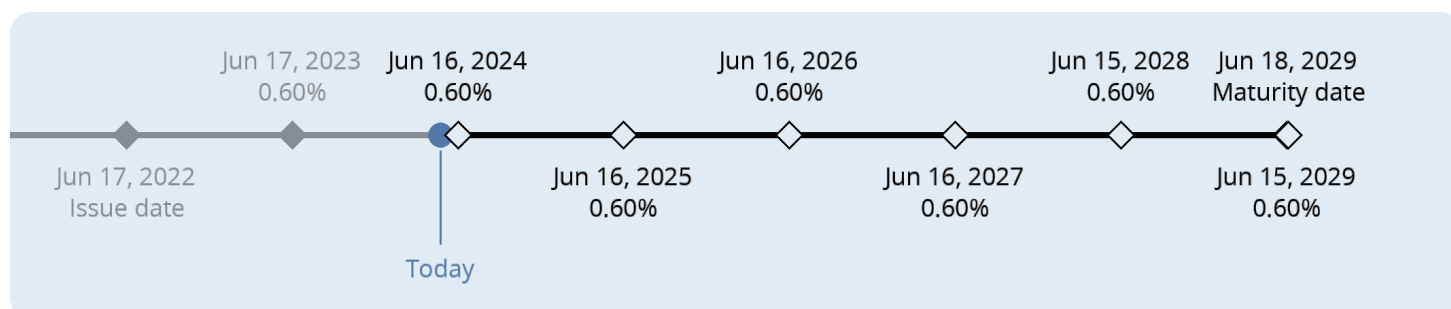 Jun 17, 2023
0.60%
Jun 16, 2024
0.60%
Jun 16, 2026
0.60%
Jun 15, 2028
0.60%
Jun 18, 2029
Maturity date
Jun 17, 2022
Issue date
Jun 16, 2025
0.60%
Jun 16, 2027
0.60%
Jun 15, 2029
0.60%
Today